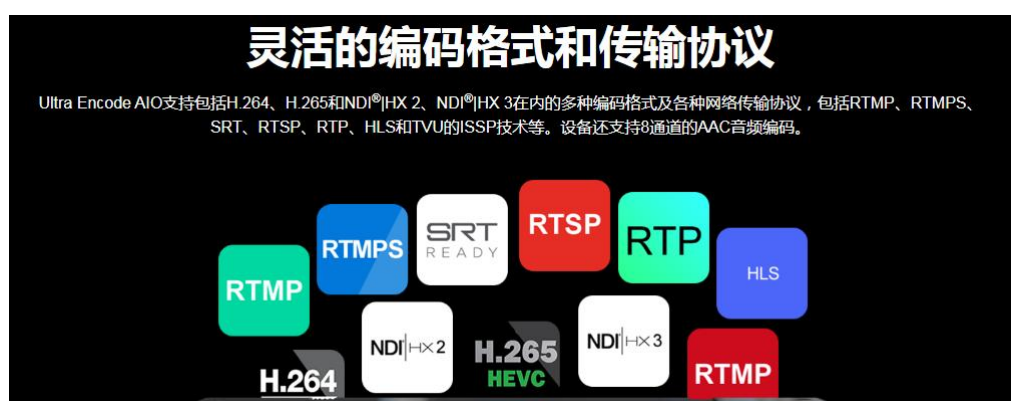 灵活的编码格式和传输协议
Ultra Encode AIO支持包括H.264、H.265和NDI®|HX 2、NDI®|HX 3在内的多种编码格式及各种网络传输协议，包括RTMP、RTMPS、
SRT、RTSP、RTP、HLS和TVU的ISSP技术等。设备还支持8通道的AAC音频编码。
RTMP
RTMPS
SRT
READY
RTSP
RTP
HLS
H.264
NDI|HX2
H.265
HEVC
NDI|HX3
RTMP